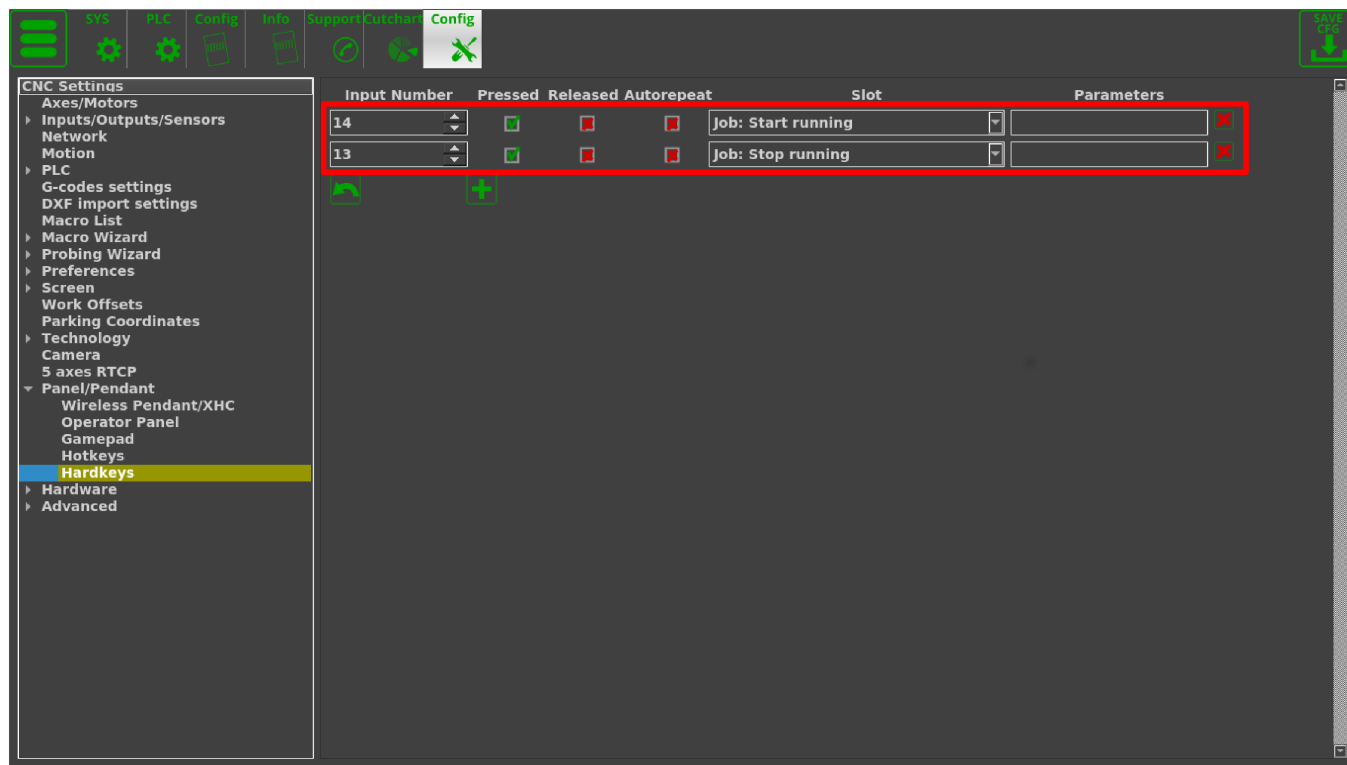 SYS PLC Config Info Support Cutchart Config
SAVE
CFG
CNC Settings
Axes/Motors
Inputs/Outputs/Sensors
Network
Motion
PLC
G-codes settings
DXF import settings
Macro List
Macro Wizard
Probing Wizard
Preferences
Screen
Work Offsets
Parking Coordinates
Technology
Camera
5 axes RTCP
Panel/Pendant
Wireless Pendant/XHC
Operator Panel
Gamepad
Hotkeys
Hardkeys
Hardware
Advanced
Input Number Pressed Released Autorepeat Slot Parameters
14 Job: Start running
13 Job: Stop running